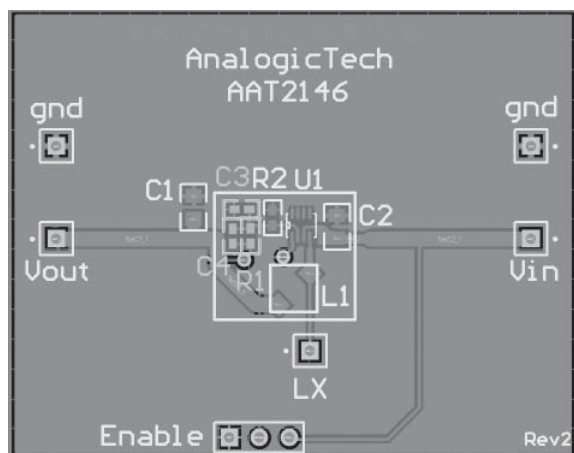 AnalogicTech
AAT2146
gnd
gnd
C1
C3
R2
U1
C2
Vout
C4
R1
L1
Vin
LX
Enable
Rev2